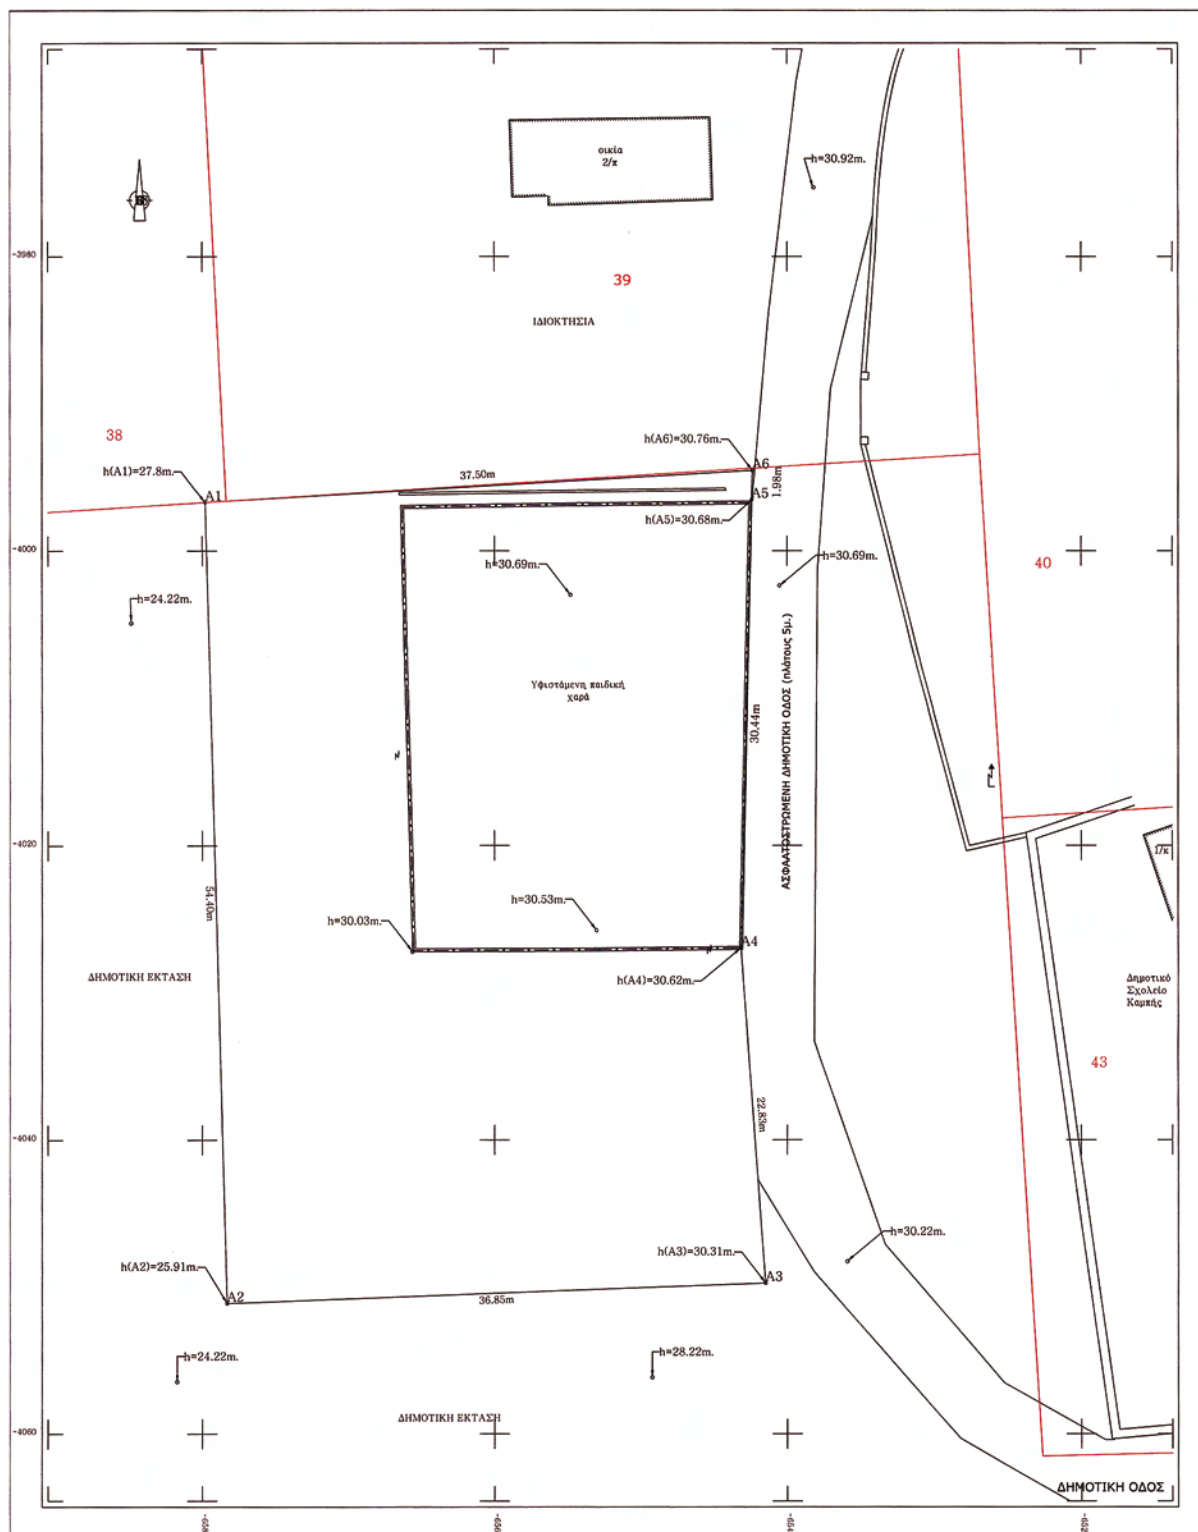 οικία
2/π
h=30.92m.
-3980
39
ΙΔΙΟΚΤΗΣΙΑ
38
h(A6)=30.76m.
A6
h(A1)=27.8m.
A1
37.50m
1.98m
A5
h(A5)=30.68m.
-4000
h=30.69m.
h=30.69m.
40
h=24.22m.
ΑΣΦΑΛΤΟΣΤΡΩΜΕΝΗ ΔΗΜΟΤΙΚΗ ΟΔΟΣ (πλάτους 5μ.)
Υφιστάμενη παιδική
χαρά
30.44m
-4020
1/κ
54.40m
h=30.53m.
h=30.03m.
A4
h(A4)=30.62m.
ΔΗΜΟΤΙΚΗ ΕΚΤΑΣΗ
Δημοτικό
Σχολείο
Καμπής
43
22.83m
-4040
h=30.22m.
h(A3)=30.31m.
A3
h(A2)=25.91m.
A2
36.85m
h=24.22m.
h=28.22m.
ΔΗΜΟΤΙΚΗ ΕΚΤΑΣΗ
-4060
ΔΗΜΟΤΙΚΗ ΟΔΟΣ